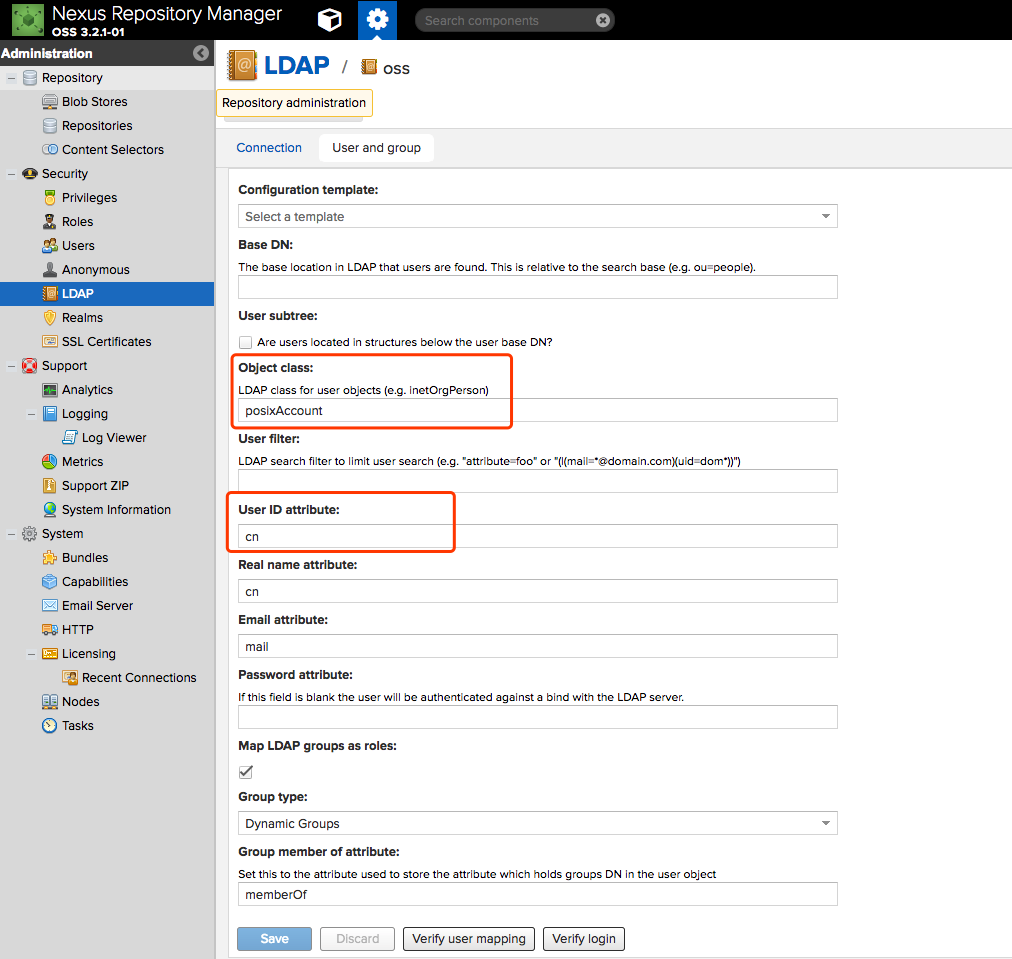 Nexus Repository Manager
OSS 3.2.1-01
Search components
Administration
Repository
Blob Stores
Repositories
Content Selectors
Security
Privileges
Roles
Users
Anonymous
LDAP
Realms
SSL Certificates
Support
Analytics
Logging
Log Viewer
Metrics
Support ZIP
System Information
System
Bundles
Capabilities
Email Server
HTTP
Licensing
Recent Connections
Nodes
Tasks
LDAP / oss
Repository administration
Connection User and group
Configuration template:
Select a template
Base DN:
The base location in LDAP that users are found. This is relative to the search base (e.g. ou=people).
User subtree:
Are users located in structures below the user base DN?
Object class:
LDAP class for user objects (e.g. inetOrgPerson)
posixAccount
User filter:
LDAP search filter to limit user search (e.g. "attribute=foo" or "(|(mail=*@domain.com)(uid=dom*))")
User ID attribute:
cn
Real name attribute:
cn
Email attribute:
mail
Password attribute:
If this field is blank the user will be authenticated against a bind with the LDAP server.
Map LDAP groups as roles:
Group type:
Dynamic Groups
Group member of attribute:
Set this to the attribute used to store the attribute which holds groups DN in the user object
memberOf
Save Discard Verify user mapping Verify login